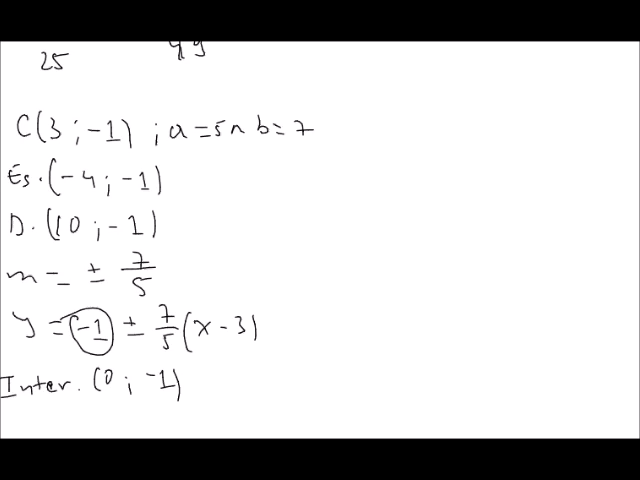 25 49
C(3 ; -1) ; a = 5 ∧ b = 7
Es. (-4 ; -1)
D. (10 ; -1)
m = ± 7/5
y = -1 ± 7/5 (x - 3)
Inter. (0 ; -1)